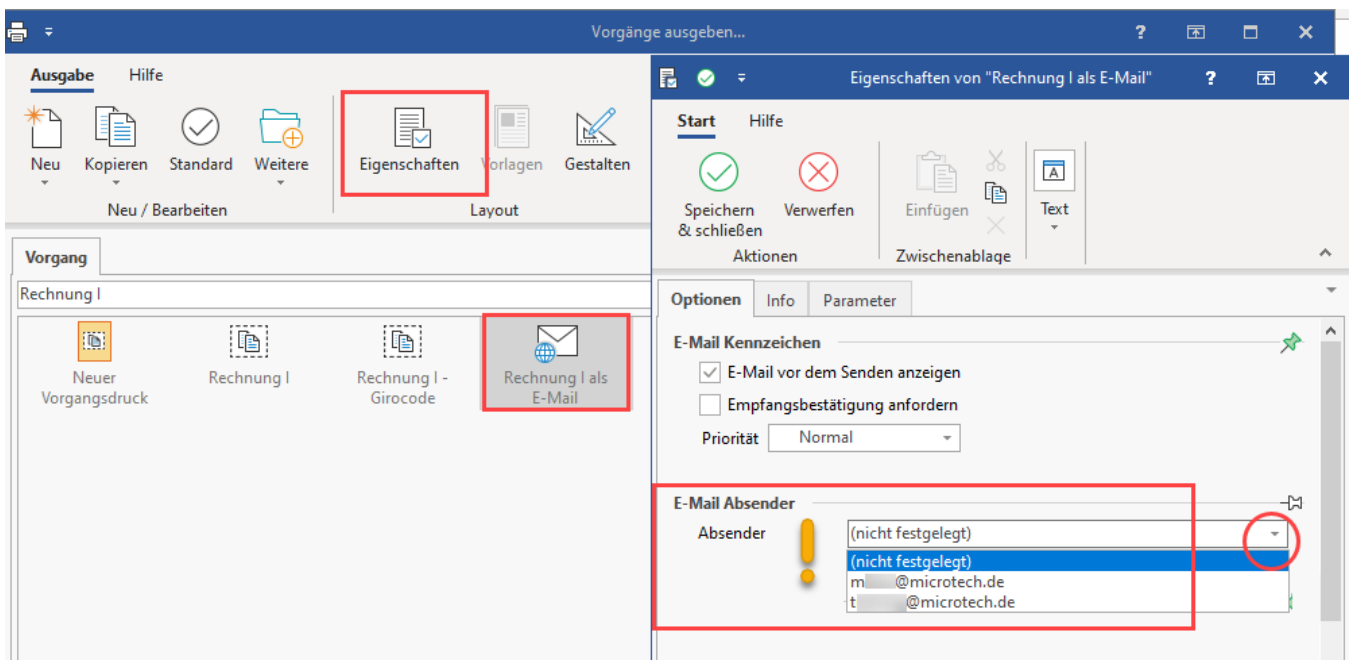 Vorgänge ausgeben...
?
Ausgabe Hilfe
Neu
Kopieren
Standard
Weitere
Eigenschaften
Vorlagen
Gestalten
Neu / Bearbeiten
Layout
Vorgang
Rechnung I
Neuer
Vorgangsdruck
Rechnung I
Rechnung I -
Girocode
Rechnung I als
E-Mail
Eigenschaften von "Rechnung I als E-Mail"
?
Start Hilfe
Speichern
& schließen
Verwerfen
Einfügen
A
Text
Aktionen
Zwischenablage
Optionen Info Parameter
E-Mail Kennzeichen
E-Mail vor dem Senden anzeigen
Empfangsbestätigung anfordern
Priorität Normal
E-Mail Absender
Absender (nicht festgelegt)
(nicht festgelegt)
m @microtech.de
t @microtech.de